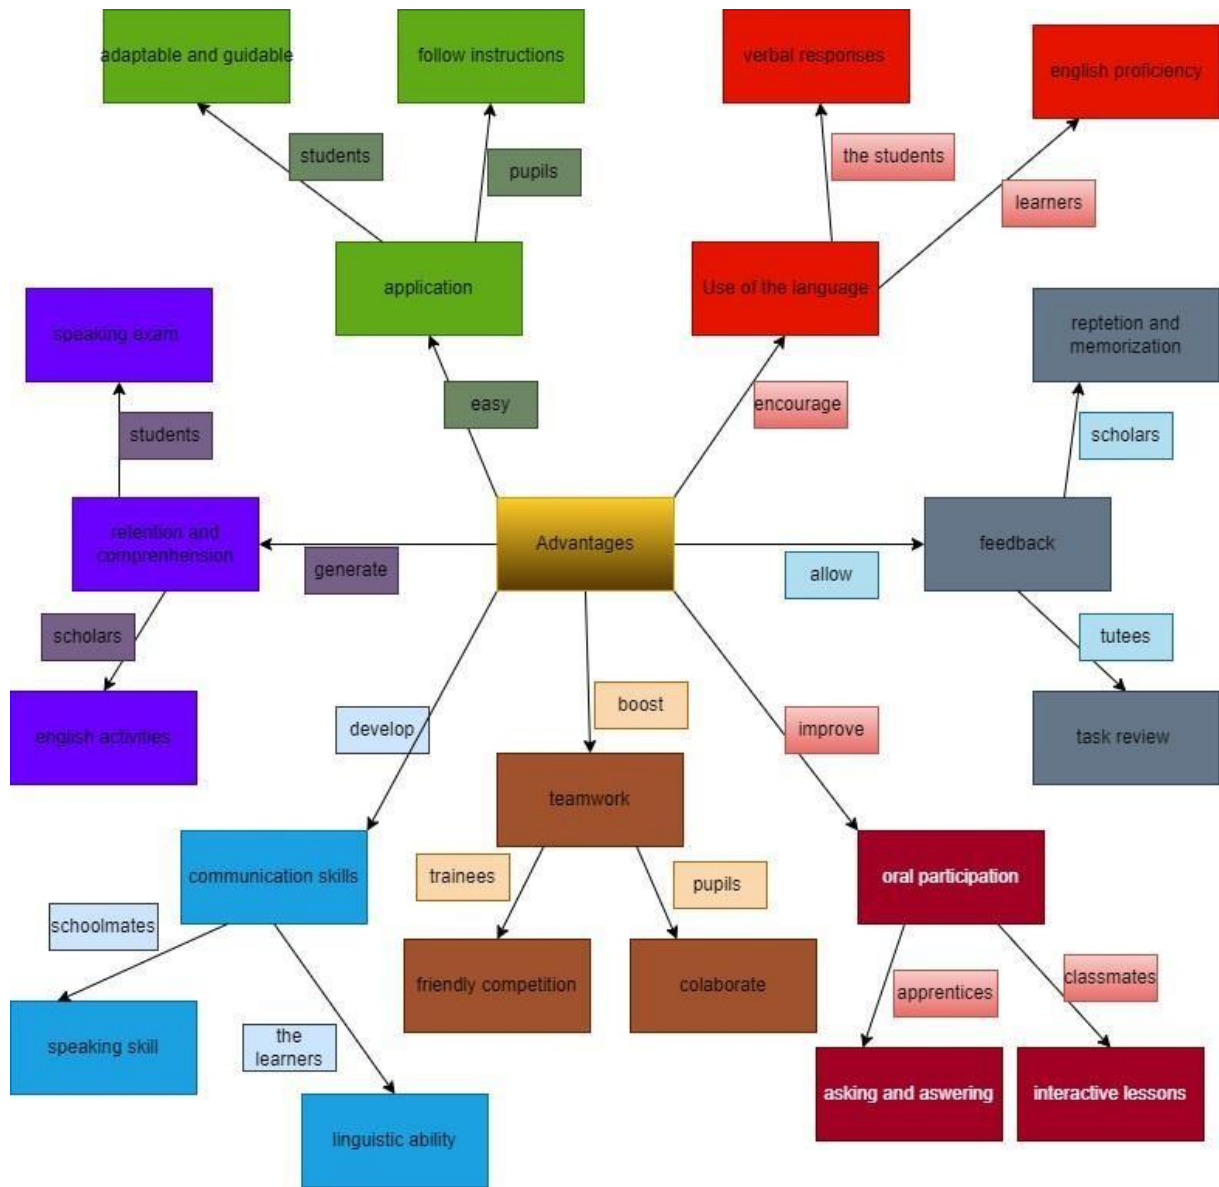 adaptable and guidable
follow instructions
verbal responses
english proficiency
students
pupils
the students
learners
application
Use of the language
speaking exam
reptetion and
memorization
easy
encourage
students
scholars
retention and
comprenhension
generate
Advantages
allow
feedback
scholars
tutees
english activities
develop
boost
improve
task review
teamwork
communication skills
trainees
pupils
oral participation
schoolmates
friendly competition
colaborate
apprentices
classmates
speaking skill
the
learners
asking and aswering
interactive lessons
linguistic ability